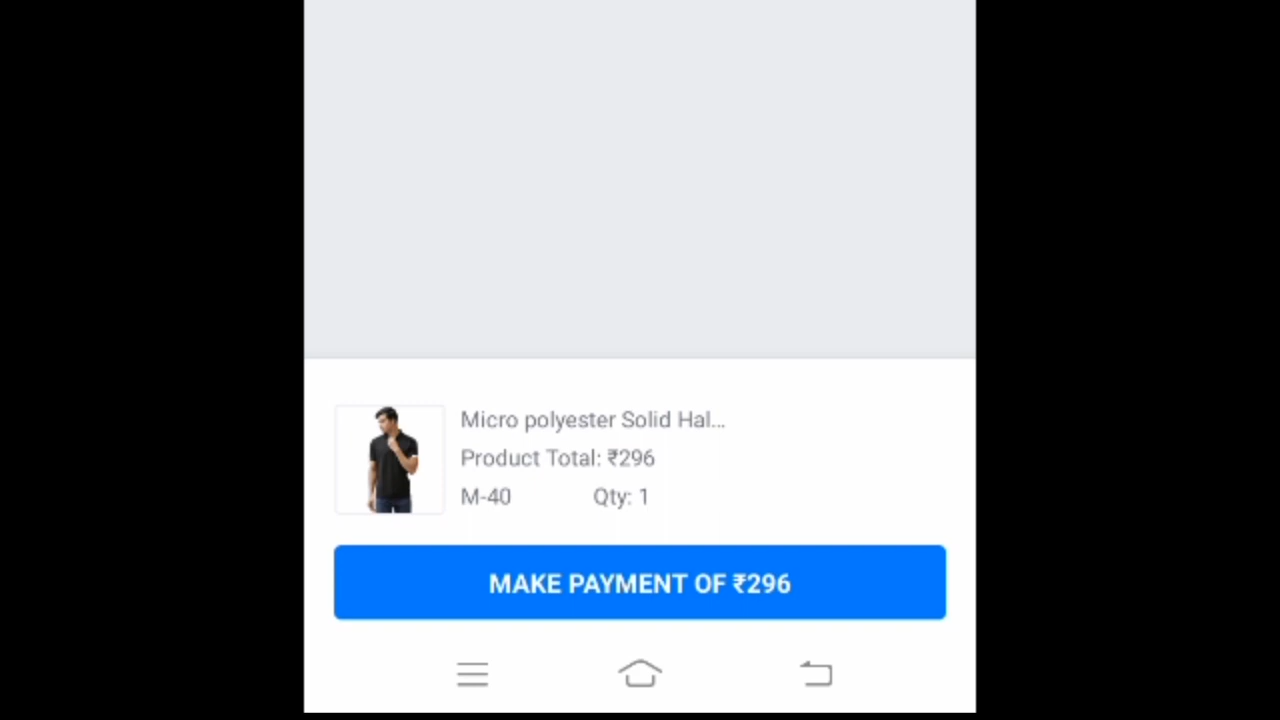 Micro polyester Solid Hal...
Product Total: ₹296
M-40 Qty: 1
MAKE PAYMENT OF ₹296